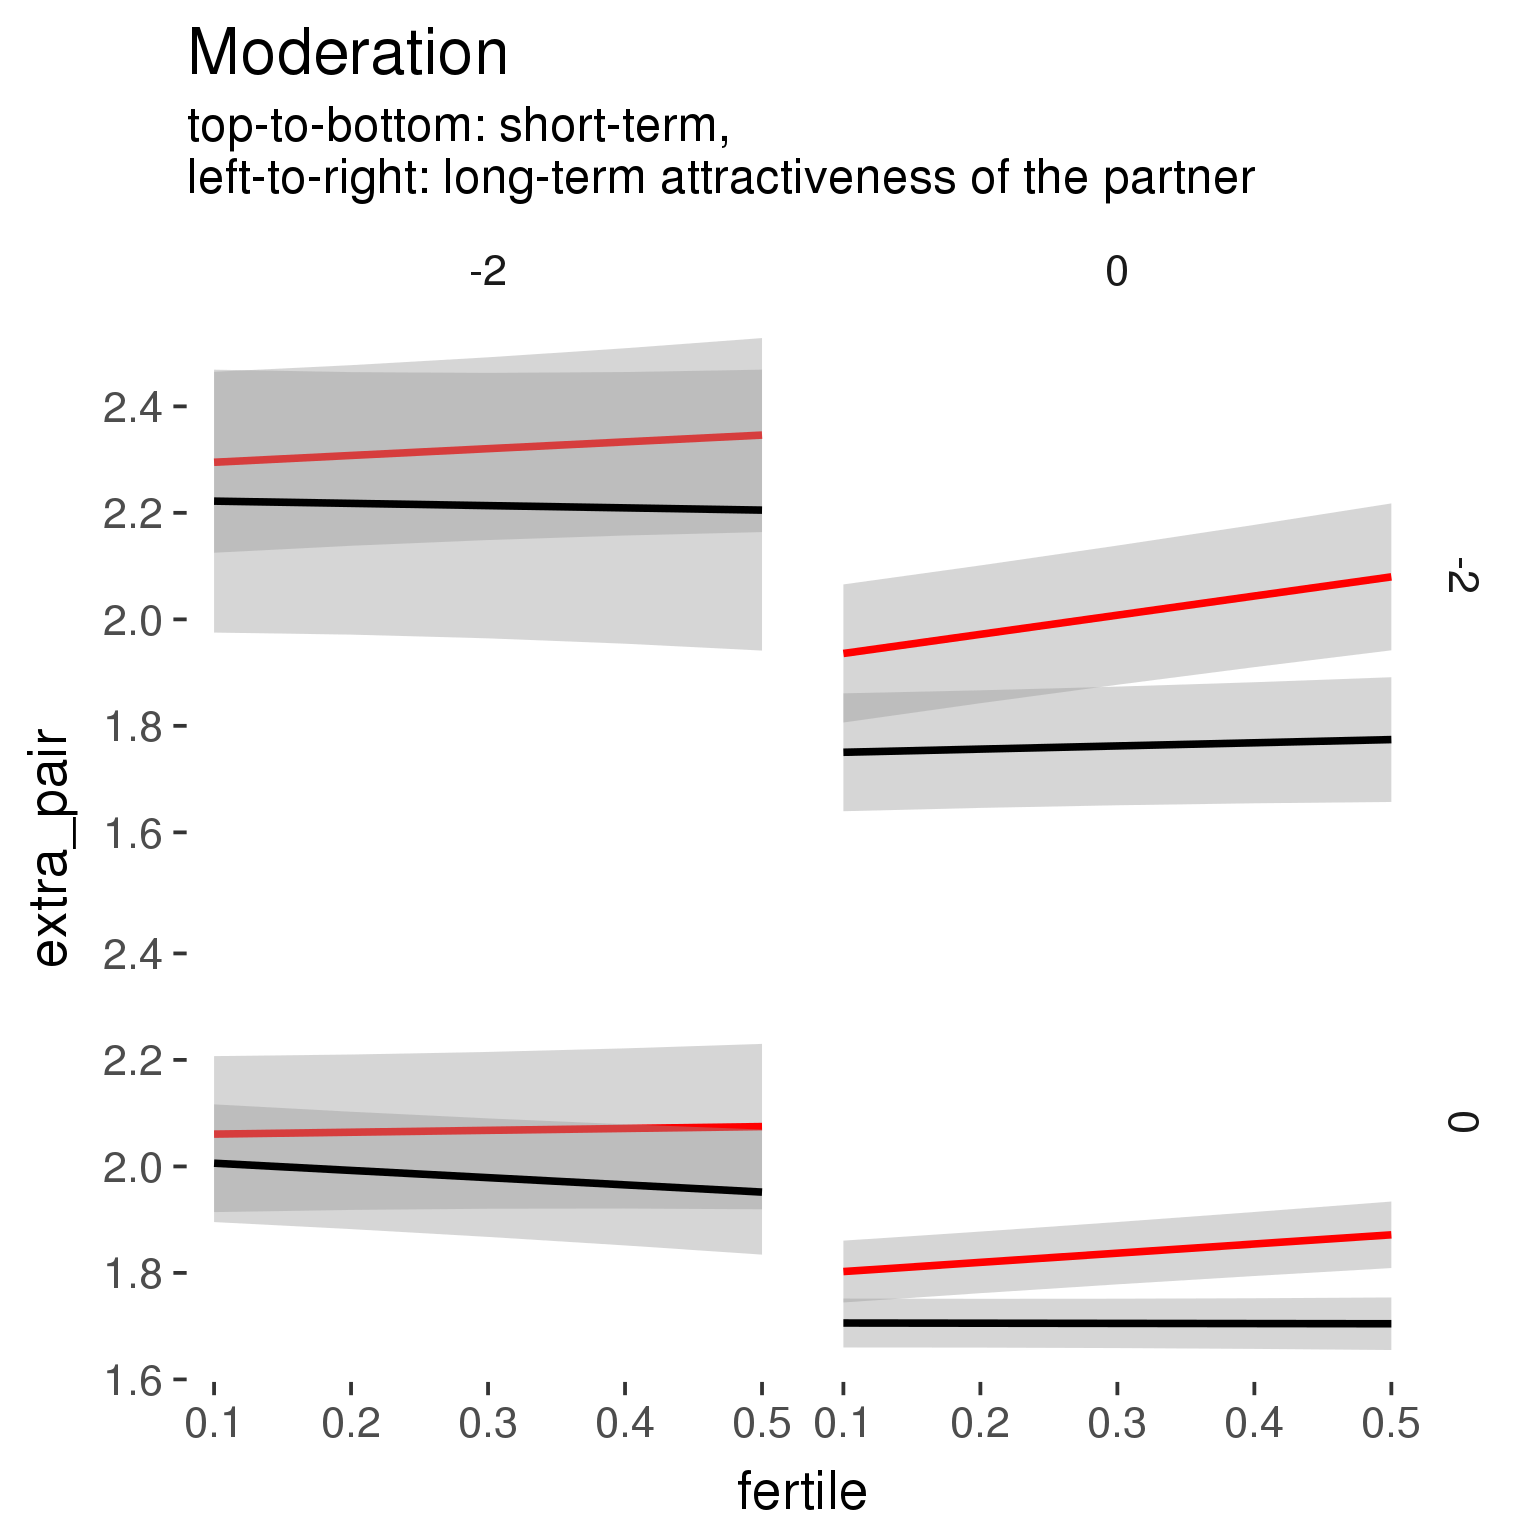 Moderation
top-to-bottom: short-term,
left-to-right: long-term attractiveness of the partner
-2 0
2.4
2.2
2.0
1.8
1.6
-2
extra_pair
2.4
2.2
2.0
1.8
1.6
0
0.1 0.2 0.3 0.4 0.5 0.1 0.2 0.3 0.4 0.5
fertile